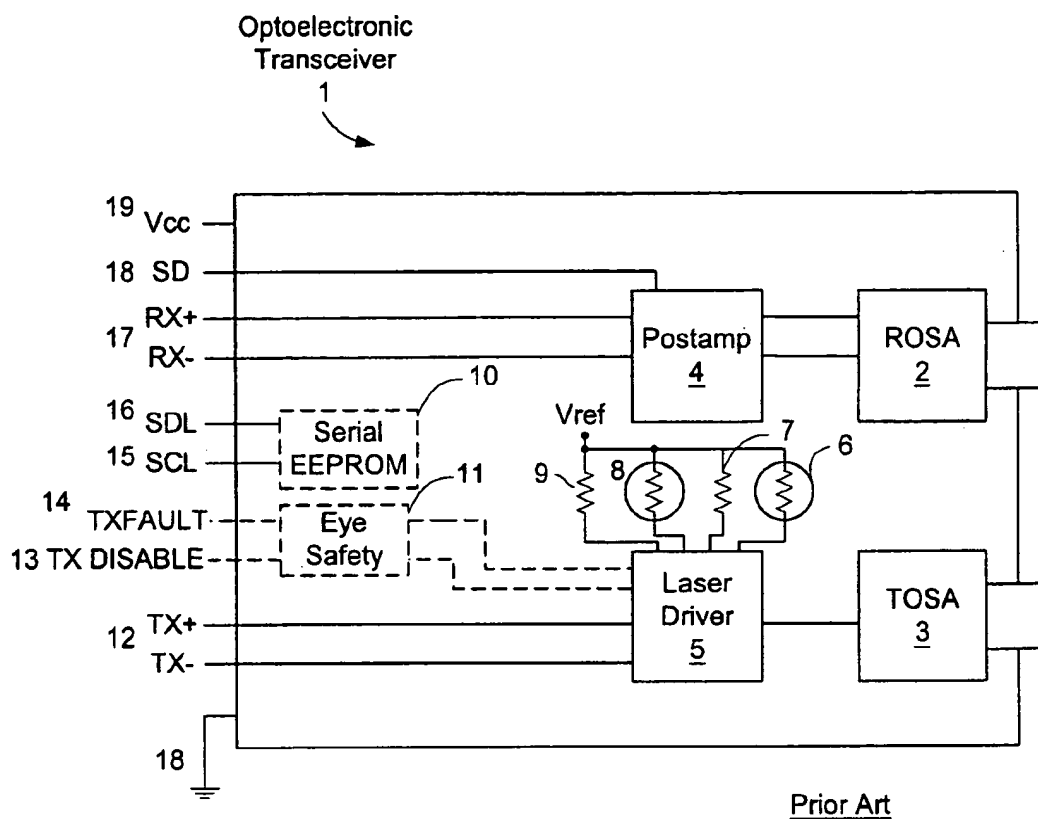 Optoelectronic
Transceiver
1
19 Vcc
18 SD
RX+
17
RX-
Postamp
4
ROSA
2
10
16 SDL
15 SCL
Serial
EEPROM
Vref
9
8
7
6
11
14 TXFAULT
13 TX DISABLE
Eye
Safety
Laser
Driver
5
TOSA
3
TX+
12
TX-
18
Prior Art